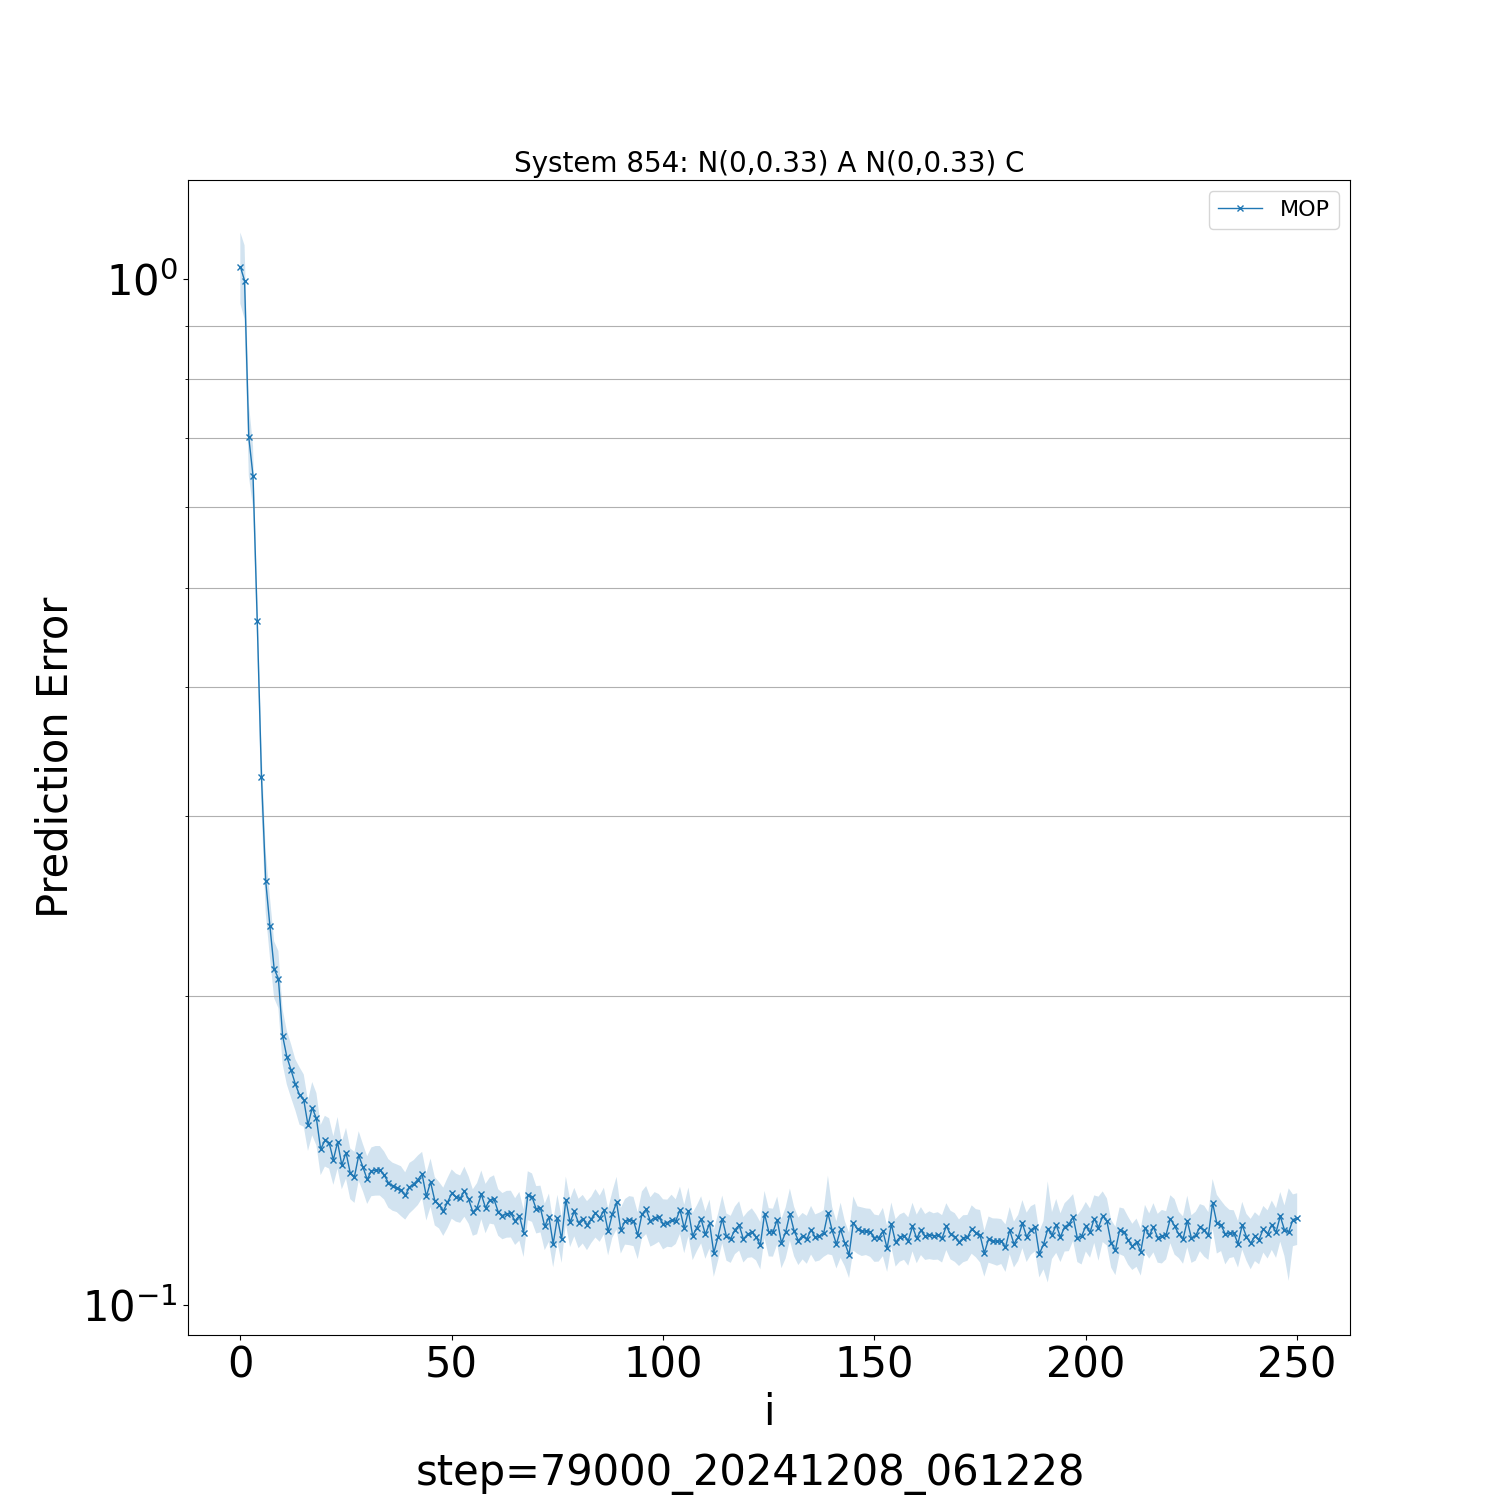 System 854: N(0,0.33) A N(0,0.33) C
MOP
10⁰
Prediction Error
10⁻¹
0 50 100 150 200 250
i
step=79000_20241208_061228